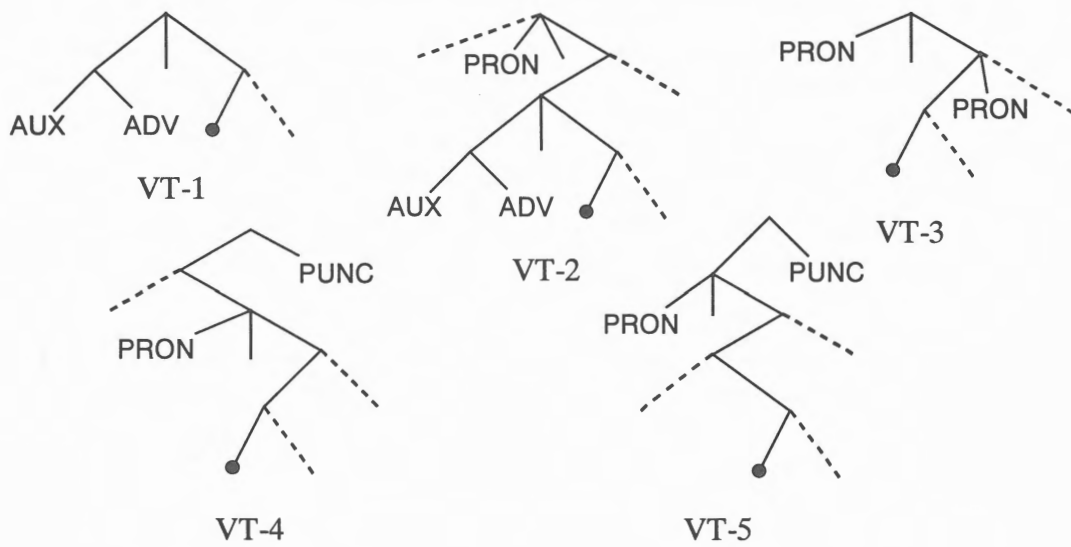 PRON
PRON
AUX ADV
PRON
VT-1
AUX ADV
VT-2
VT-3
PUNC
PRON
VT-4
PUNC
PRON
VT-5